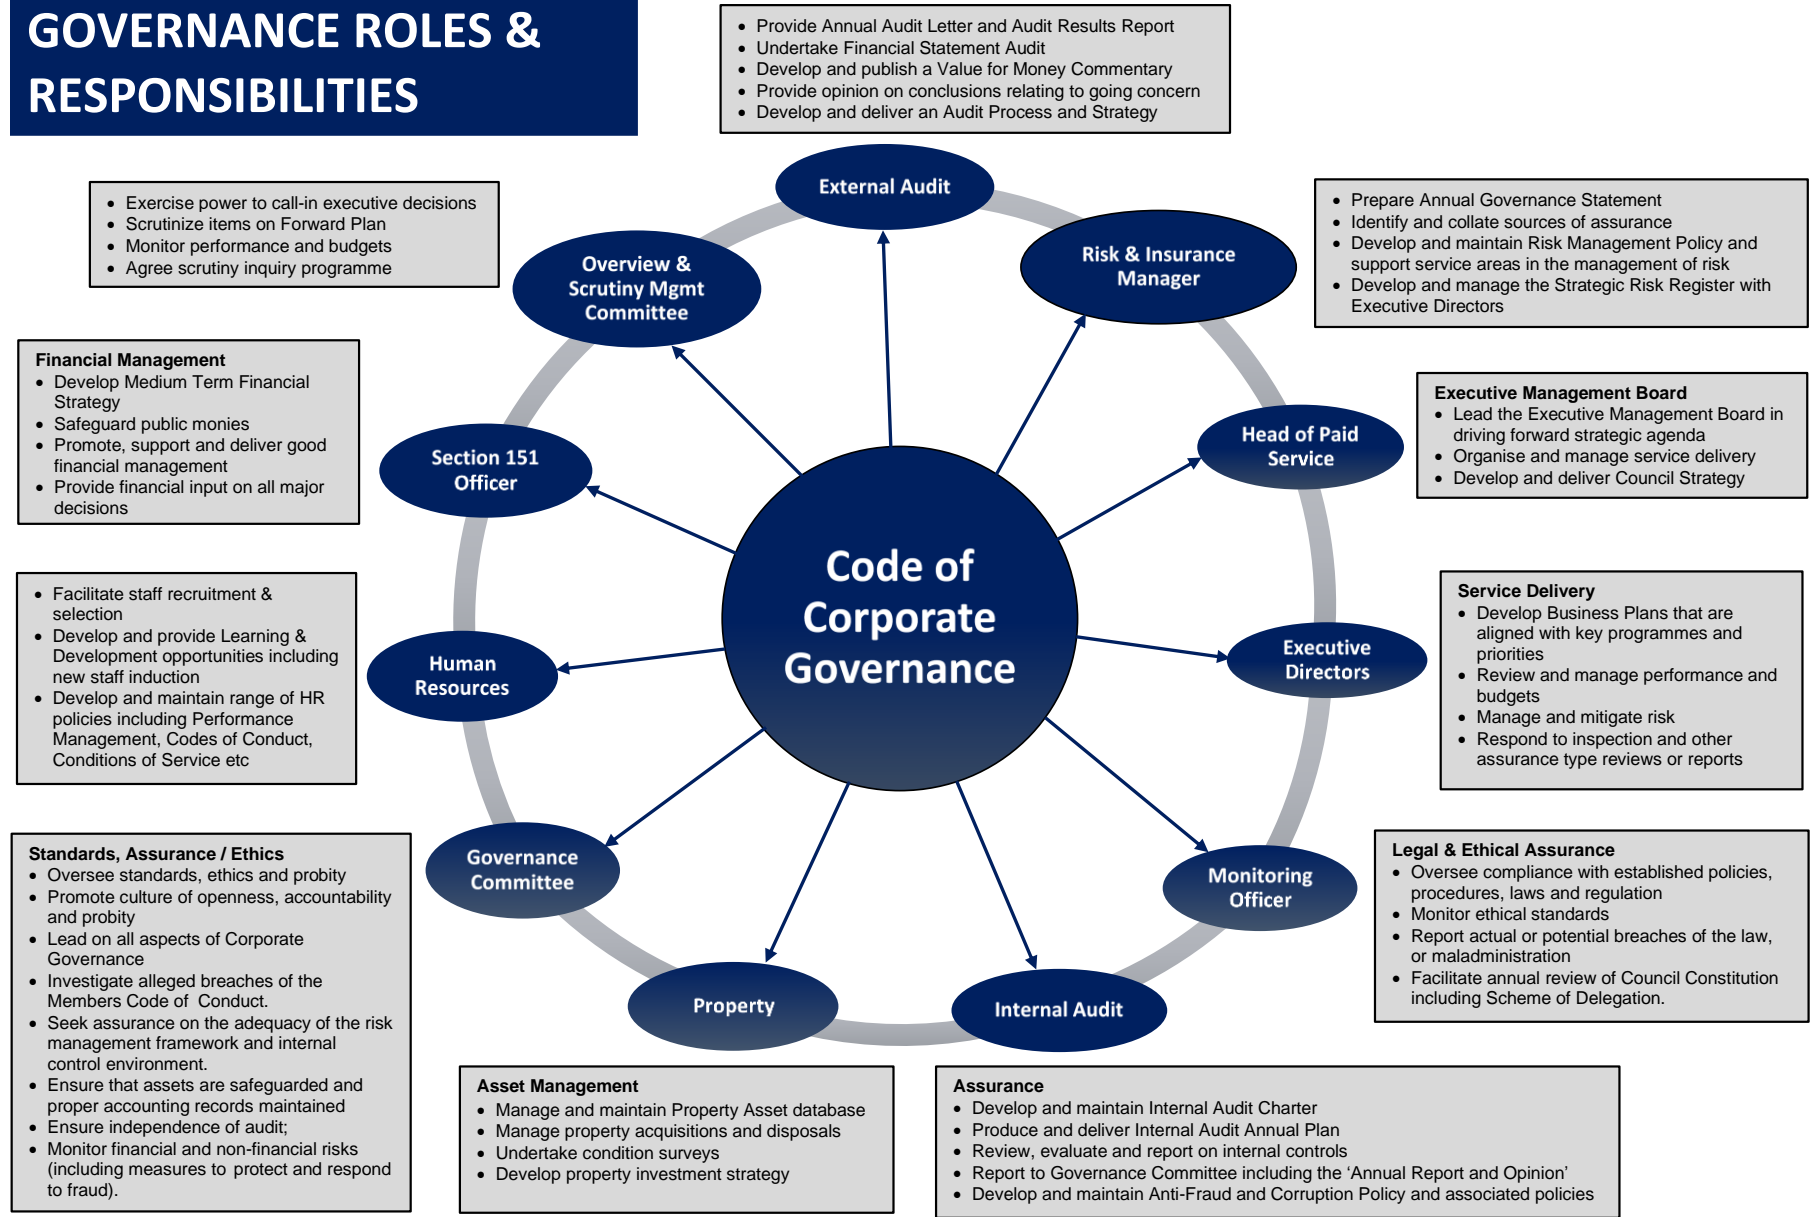 GOVERNANCE ROLES &
RESPONSIBILITIES
• Provide Annual Audit Letter and Audit Results Report
• Undertake Financial Statement Audit
• Develop and publish a Value for Money Commentary
• Provide opinion on conclusions relating to going concern
• Develop and deliver an Audit Process and Strategy
External Audit
• Exercise power to call-in executive decisions
• Scrutinize items on Forward Plan
• Monitor performance and budgets
• Agree scrutiny inquiry programme
Overview &
Scrutiny Mgmt
Committee
Risk & Insurance
Manager
• Prepare Annual Governance Statement
• Identify and collate sources of assurance
• Develop and maintain Risk Management Policy and
support service areas in the management of risk
• Develop and manage the Strategic Risk Register with
Executive Directors
Financial Management
• Develop Medium Term Financial
Strategy
• Safeguard public monies
• Promote, support and deliver good
financial management
• Provide financial input on all major
decisions
Section 151
Officer
Head of Paid
Service
Executive Management Board
• Lead the Executive Management Board in
driving forward strategic agenda
• Organise and manage service delivery
• Develop and deliver Council Strategy
Code of
Corporate
Governance
• Facilitate staff recruitment &
selection
• Develop and provide Learning &
Development opportunities including
new staff induction
• Develop and maintain range of HR
policies including Performance
Management, Codes of Conduct,
Conditions of Service etc
Human
Resources
Executive
Directors
Service Delivery
• Develop Business Plans that are
aligned with key programmes and
priorities
• Review and manage performance and
budgets
• Manage and mitigate risk
• Respond to inspection and other
assurance type reviews or reports
Standards, Assurance / Ethics
• Oversee standards, ethics and probity
• Promote culture of openness, accountability
and probity
• Lead on all aspects of Corporate
Governance
• Investigate alleged breaches of the
Members Code of Conduct.
• Seek assurance on the adequacy of the risk
management framework and internal
control environment.
• Ensure that assets are safeguarded and
proper accounting records maintained
• Ensure independence of audit;
• Monitor financial and non-financial risks
(including measures to protect and respond
to fraud).
Governance
Committee
Monitoring
Officer
Legal & Ethical Assurance
• Oversee compliance with established policies,
procedures, laws and regulation
• Monitor ethical standards
• Report actual or potential breaches of the law,
or maladministration
• Facilitate annual review of Council Constitution
including Scheme of Delegation.
Property
Internal Audit
Asset Management
• Manage and maintain Property Asset database
• Manage property acquisitions and disposals
• Undertake condition surveys
• Develop property investment strategy
Assurance
• Develop and maintain Internal Audit Charter
• Produce and deliver Internal Audit Annual Plan
• Review, evaluate and report on internal controls
• Report to Governance Committee including the ‘Annual Report and Opinion’
• Develop and maintain Anti-Fraud and Corruption Policy and associated policies